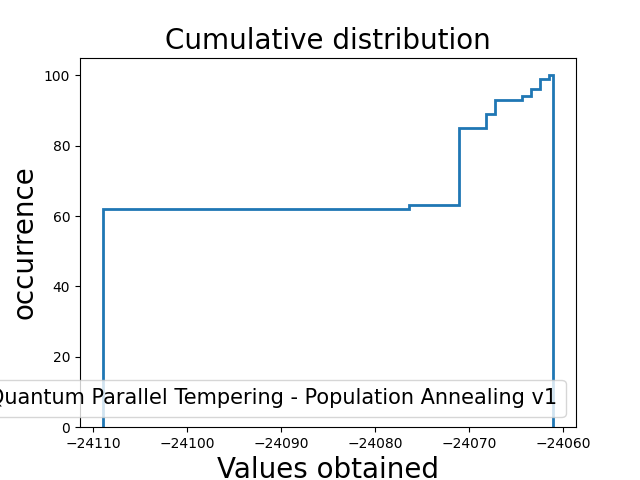 Cumulative distribution
occurrence
100
80
60
40
20
0
Quantum Parallel Tempering - Population Annealing v1
−24110 −24100 −24090 −24080 −24070 −24060
Values obtained